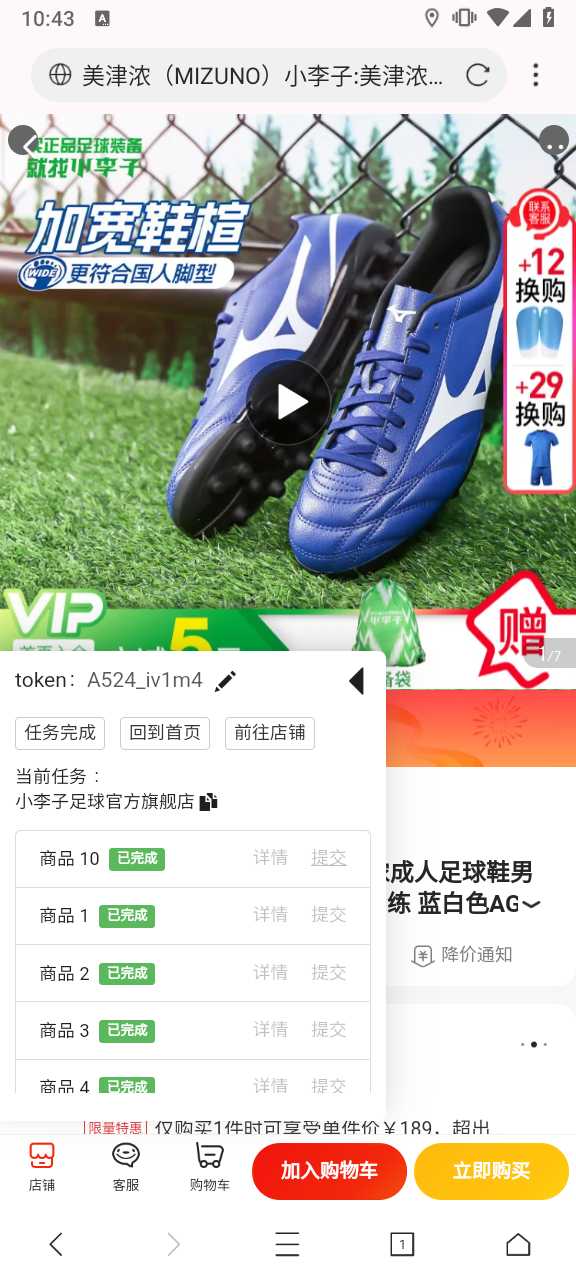 10:43
A
美津浓（MIZUNO）小李子:美津浓...
买正品足球装备
就找小李子
加宽鞋楦
WIDE 更符合国人脚型
联系
客服
+12
换购
+29
换购
VIP
5
小李子
赠
备袋
1/7
token: A524_iv1m4
任务完成 回到首页 前往店铺
当前任务：
小李子足球官方旗舰店
商品 10 已完成 详情 提交
商品 1 已完成 详情 提交
商品 2 已完成 详情 提交
商品 3 已完成 详情 提交
商品 4 已完成 详情 提交
成人足球鞋男
练 蓝白色AG
降价通知
限量特惠 仅购买1件时可享受单件价￥189，超出
店铺 客服 购物车 加入购物车 立即购买
1